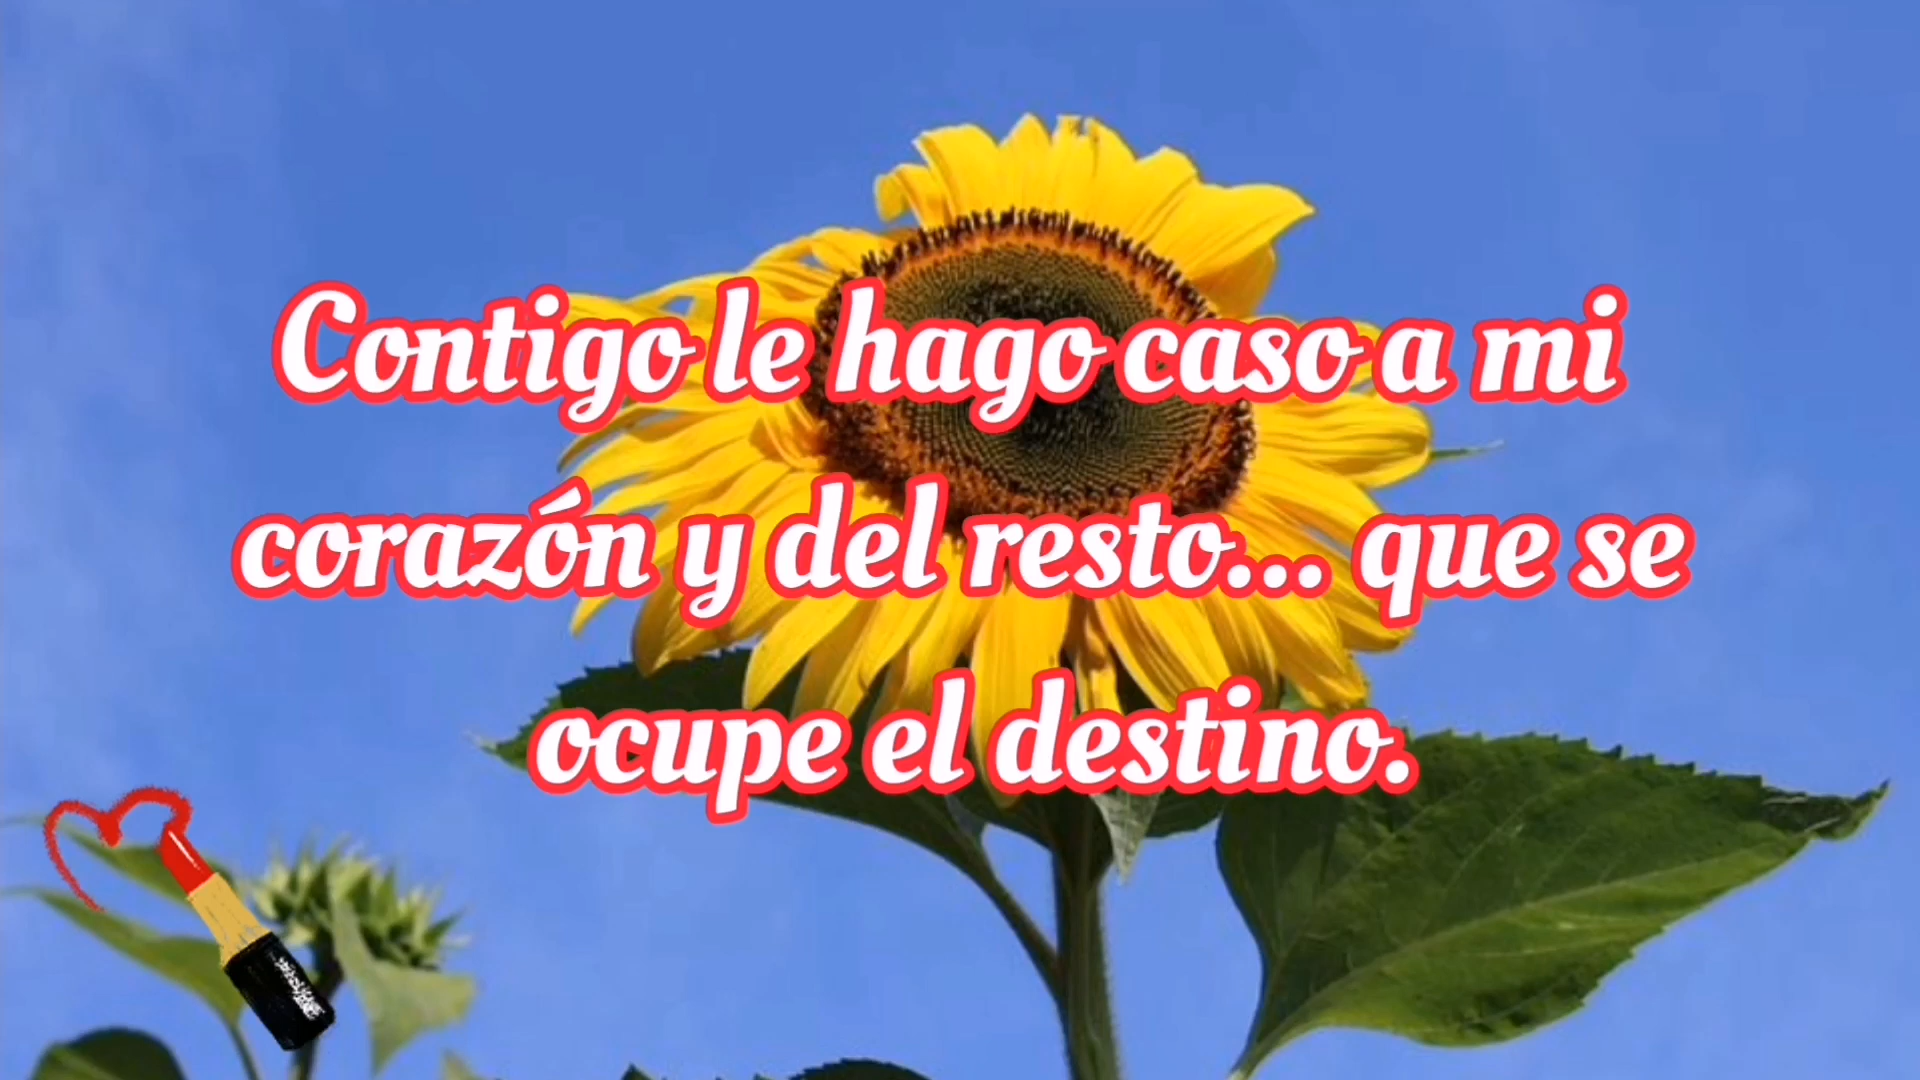 Contigo le hago caso a mi
corazón y del resto... que se
ocupe el destino.